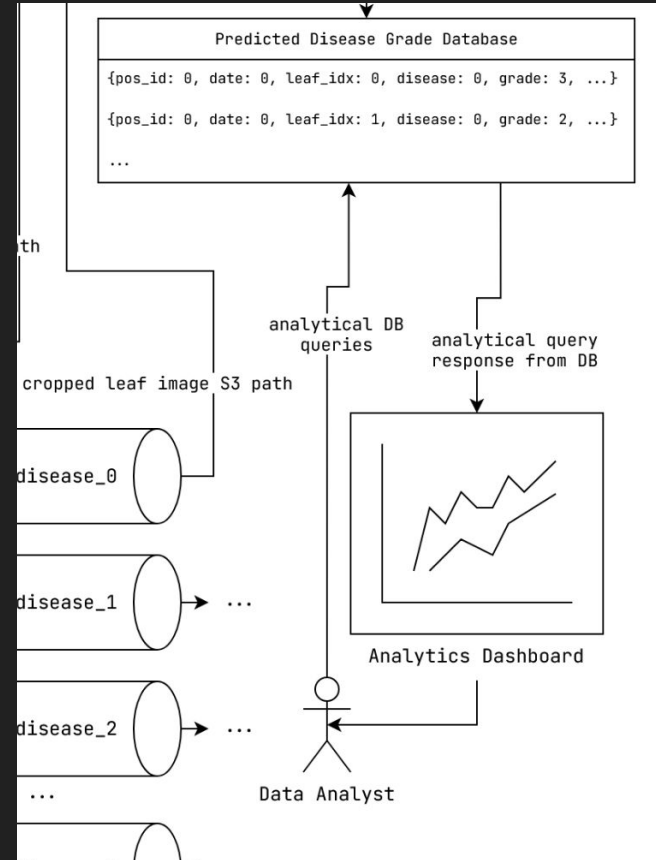 Predicted Disease Grade Database
{pos_id: 0, date: 0, leaf_idx: 0, disease: 0, grade: 3, ...}
{pos_id: 0, date: 0, leaf_idx: 1, disease: 0, grade: 2, ...}
...
analytical DB
queries
analytical query
response from DB
cropped leaf image S3 path
disease_0
disease_1
...
disease_2
...
...
Analytics Dashboard
Data Analyst